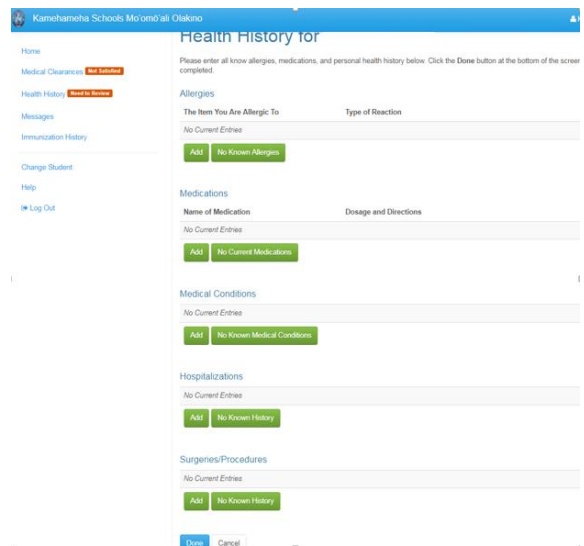 Kamehameha Schools Mo'omō'ali Olakino
Home
Medical Clearances Not Satisfied
Health History Need to Review
Messages
Immunization History
Change Student
Help
Log Out
Health History for
Please enter all know allergies, medications, and personal health history below. Click the Done button at the bottom of the screen
completed.
Allergies
The Item You Are Allergic To Type of Reaction
No Current Entries
Add No Known Allergies
Medications
Name of Medication Dosage and Directions
No Current Entries
Add No Current Medications
Medical Conditions
No Current Entries
Add No Known Medical Conditions
Hospitalizations
No Current Entries
Add No Known History
Surgeries/Procedures
No Current Entries
Add No Known History
Done Cancel